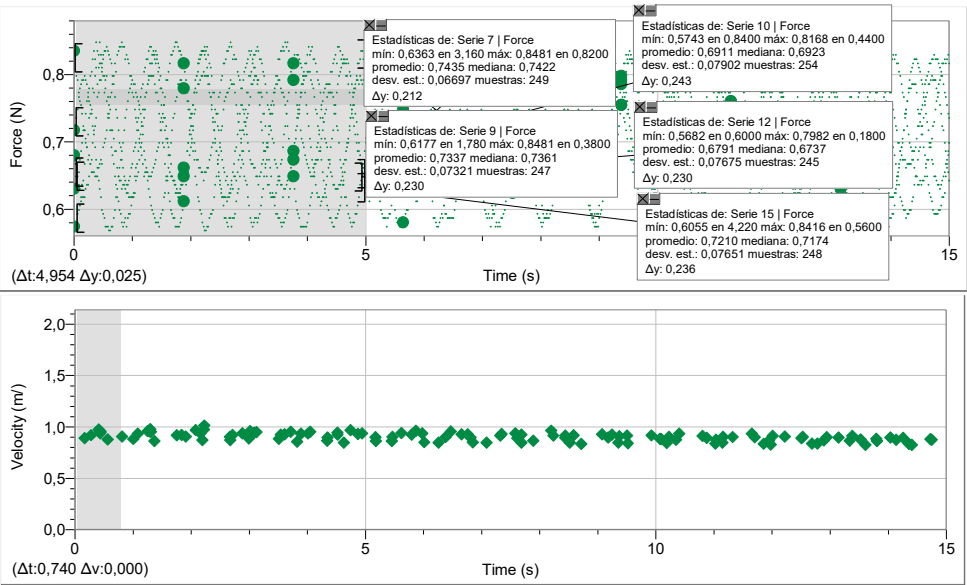 Estadísticas de: Serie 7 | Force
mín: 0,6363 en 3,160 máx: 0,8481 en 0,8200
promedio: 0,7435 mediana: 0,7422
desv. est.: 0,06697 muestras: 249
Δy: 0,212
Estadísticas de: Serie 10 | Force
mín: 0,5743 en 0,8400 máx: 0,8168 en 0,4400
promedio: 0,6911 mediana: 0,6923
desv. est.: 0,07902 muestras: 254
Δy: 0,243
Estadísticas de: Serie 9 | Force
mín: 0,6177 en 1,780 máx: 0,8481 en 0,3800
promedio: 0,7337 mediana: 0,7361
desv. est.: 0,07321 muestras: 247
Δy: 0,230
Estadísticas de: Serie 12 | Force
mín: 0,5682 en 0,6000 máx: 0,7982 en 0,1800
promedio: 0,6791 mediana: 0,6737
desv. est.: 0,07675 muestras: 245
Δy: 0,230
Estadísticas de: Serie 15 | Force
mín: 0,6055 en 4,220 máx: 0,8416 en 0,5600
promedio: 0,7210 mediana: 0,7174
desv. est.: 0,07651 muestras: 248
Δy: 0,236
Force (N)
0,8
0,7
0,6
0 5 15
(Δt:4,954 Δy:0,025)
Time (s)
Velocity (m/)
2,0
1,5
1,0
0,5
0,0
0 5 10 15
(Δt:0,740 Δv:0,000)
Time (s)